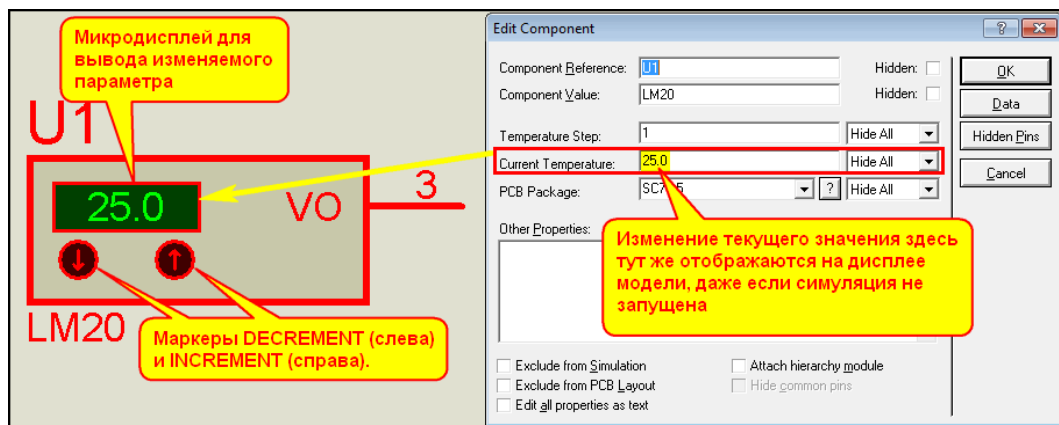 Микродисплей для
вывода изменяемого
параметра
U1
25.0
VO
3
LM20
Маркеры DECREMENT (слева)
и INCREMENT (справа).
Edit Component
Component Reference:
U1
Hidden:
Component Value:
LM20
Hidden:
Temperature Step:
1
Hide All
Current Temperature:
25.0
Hide All
PCB Package:
?
Hide All
Other Properties:
Изменение текущего значения здесь
тут же отображаются на дисплее
модели, даже если симуляция не
запущена
Exclude from Simulation
Exclude from PCB Layout
Edit all properties as text
Attach hierarchy module
Hide common pins
?
OK
Data
Hidden Pins
Cancel